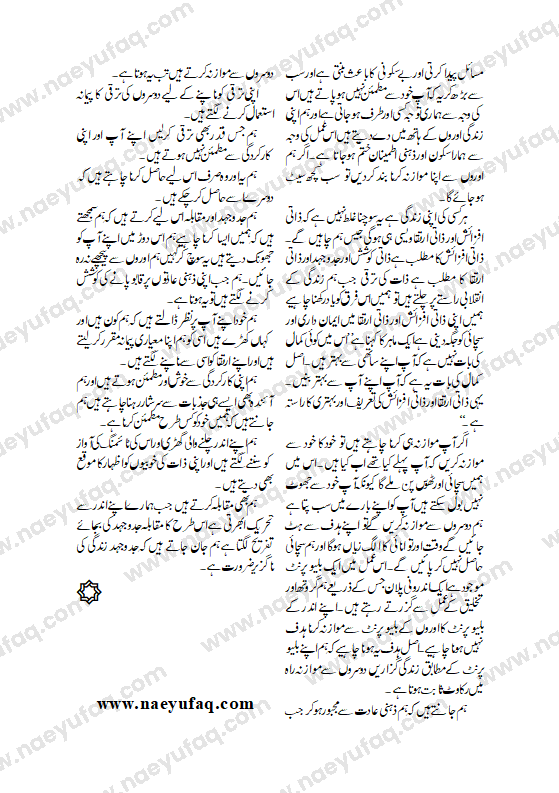 مسائل پیدا کرتی اور بے سکونی کا باعث بنتی ہے اور سب
سے بڑھ کر یہ کہ آپ خود سے مطمئن نہیں ہو پاتے ہیں اس
کی وجہ سے ہماری توجہ کسی اور طرف ہو جاتی ہے اور ہم اپنی
زندگی اوروں کے ہاتھ میں دے دیتے ہیں اس عمل کی وجہ
سے ہمارا سکون اور ذہنی اطمینان ختم ہو جاتا ہے۔ اگر ہم
اوروں سے اپنا موازنہ کرنا بند کر دیں تو سب کچھ سیٹ
ہو جائے گا۔
ہر کسی کی اپنی زندگی ہے یہ سوچنا غلط نہیں ہے کہ ذاتی
افزائش اور ذاتی ارتقا ویسی ہی ہوگی جیسی ہم چاہیں گے۔
ذاتی افزائش کا مطلب ہے ذاتی کوشش اور جدوجہد اور ذاتی
ارتقا کا مطلب ہے ذات کی ترقی جب ہم زندگی کے
انقلابی راستے پر چلتے ہیں تو ہمیں اس فرق کو یاد رکھنا چاہیے
ہمیں اپنی ذاتی افزائش اور ذاتی ارتقا میں ایمان داری اور
سچائی کو جگہ دینی ہے ایک ماہر کا کہنا ہے ’’اس میں کوئی کمال
کی بات نہیں ہے کہ آپ اپنے ساتھی سے بہتر ہیں۔ اصل
کمال کی بات یہ ہے کہ آپ اپنے آپ سے بہتر بنیں۔
یہی ذاتی ارتقا اور ذاتی افزائش کی تعریف اور بہتری کا راستہ
ہے۔‘‘
اگر آپ موازنہ ہی کرنا چاہتے ہیں تو خود کا خود سے
موازنہ کریں کہ آپ پہلے کیا تھے اب کیا ہیں۔ اس میں
ہمیں سچائی اور ٹھوس پن ملے گا کیونکہ آپ خود سے جھوٹ
نہیں بول سکتے ہیں آپ کو اپنے بارے میں سب پتا ہے
ہم دوسروں سے موازنہ کریں گے تو اپنے ہدف سے ہٹ
جائیں گے وقت اور توانائی کا الگ زیاں ہوگا اور ہم سچائی
حاصل نہیں کر پائیں گے۔ اس عمل میں ایک بلیو پرنٹ
موجود ہے ایک اندرونی پلان جس کے ذریعے ہم گروتھ اور
تخلیق کے عمل سے گزرتے رہتے ہیں۔ اپنے اندر کے
بلیو پرنٹ کا اوروں کے بلیو پرنٹ سے موازنہ کرنا ہدف
نہیں ہونا چاہیے۔ اصل ہدف یہ ہونا چاہیے کہ ہم اپنے بلیو
پرنٹ کے مطابق زندگی گزاریں دوسروں سے موازنہ راہ
میں رکاوٹ ثابت ہوتا ہے۔
ہم جانتے ہیں کہ ہم ذہنی عادت سے مجبور ہو کر جب
دوسروں سے موازنہ کرتے ہیں تب یہ ہوتا ہے۔
اپنی ترقی کو ناپنے کے لیے دوسروں کی ترقی کا پیمانہ
استعمال کرنے لگتے ہیں۔
ہم جس قدر بھی ترقی کرلیں اپنے آپ اور اپنی
کارکردگی سے مطمئن نہیں ہوتے ہیں۔
ہم یہ اور وہ صرف اس لیے حاصل کرنا چاہتے ہیں کہ
دوسرے اسے حاصل کر چکے ہیں۔
ہم جدوجہد اور مقابلہ اس لیے کرتے ہیں کہ ہم سمجھتے
ہیں کہ ہمیں ایسا کرنا چاہیے ہم اس دوڑ میں اپنے آپ کو
جھونک دیتے ہیں یہ سوچ کر کہیں ہم اوروں سے پیچھے نہ رہ
جائیں۔ ہم جب اپنی ذہنی عادتوں پر قابو پانے کی کوشش
کرنے لگتے ہیں تو یہ ہوتا ہے۔
ہم خود اپنے آپ پر نظر ڈالتے ہیں کہ ہم کون ہیں اور
کہاں کھڑے ہیں اسی کو ہم اپنا معیاری پیمانہ مقرر کر لیتے
ہیں اور اپنے ارتقا کو اسی سے ناپنے لگتے ہیں۔
ہم اپنی کارکردگی سے خوش اور مطمئن ہوتے ہیں اور ہم
آئندہ بھی ایسے ہی جذبات سے سرشار رہنا چاہتے ہیں ہم
جانتے ہیں کہ ہمیں خود کو کس طرح مطمئن کرنا ہے۔
ہم اپنے اندر چلنے والی گھڑی اور اس کی ٹائمنگ کی آواز
کو سننے لگتے ہیں اور اپنی ذات کی خوبیوں کو اظہار کا موقع
بھی دیتے ہیں۔
ہم بھی مقابلہ کرتے ہیں جب ہمارے اپنے اندر سے
تحریک ابھرتی ہے اس طرح کا مقابلہ جدوجہد کی بجائے
تفریح لگتا ہے ہم جان جاتے ہیں کہ جدوجہد زندگی کی
ناگزیر ضرورت ہے۔
www.naeyufaq.com